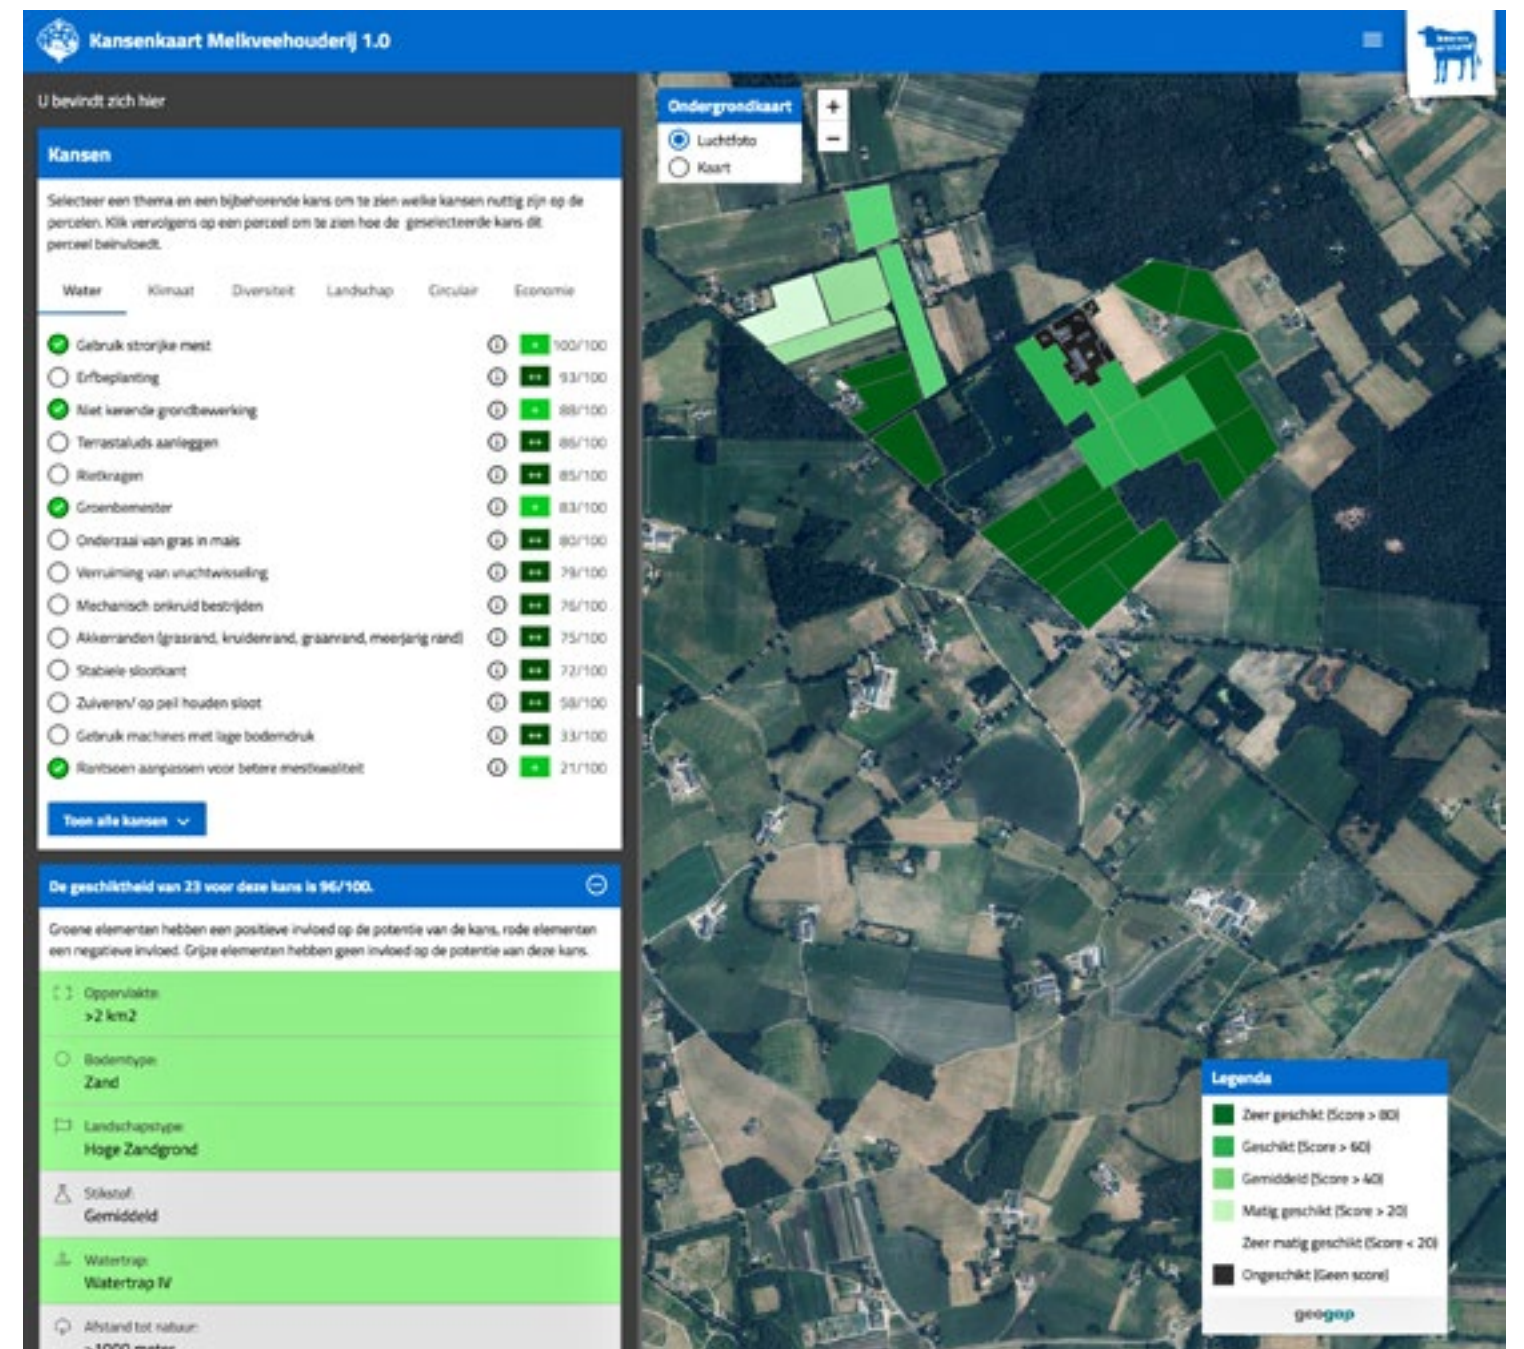 Kansenkaart Melkveehouderij 1.0
U bevindt zich hier
Kansen
Selecteer een thema en een bijbehorende kans om te zien welke kansen nuttig zijn op de
percelen. Klik vervolgens op een perceel om te zien hoe de geselecteerde kans dit
perceel beïnvloedt.
Water Klimaat Diversiteit Landschap Circulair Economie
Gebruik strorijke mest + 100/100
Erfbeplanting ++ 93/100
Niet kerende grondbewerking + 88/100
Terrastaluds aanleggen ++ 86/100
Rietkragen ++ 85/100
Groenbemester + 83/100
Onderzaai van gras in mais ++ 80/100
Verruiming van vruchtwisseling ++ 79/100
Mechanisch onkruid bestrijden ++ 76/100
Akkerranden (grasrand, kruidenrand, graanrand, meerjarig rand) ++ 75/100
Stabiele slootkant ++ 72/100
Zuiveren/ op peil houden sloot ++ 58/100
Gebruik machines met lage bodemdruk ++ 33/100
Rantsoen aanpassen voor betere mestkwaliteit + 21/100
Toon alle kansen
De geschiktheid van 23 voor deze kans is 96/100.
Groene elementen hebben een positieve invloed op de potentie van de kans, rode elementen
een negatieve invloed. Grijze elementen hebben geen invloed op de potentie van deze kans.
Oppervlakte:
>2 km2
Bodemtype:
Zand
Landschapstype:
Hoge Zandgrond
Stikstof:
Gemiddeld
Watertrap:
Watertrap IV
Afstand tot natuur:
>1000 meter
Ondergrondkaart
Luchtfoto
Kaart
+
−
Legenda
Zeer geschikt (Score > 80)
Geschikt (Score > 60)
Gemiddeld (Score > 40)
Matig geschikt (Score > 20)
Zeer matig geschikt (Score < 20)
Ongeschikt (Geen score)
geogap